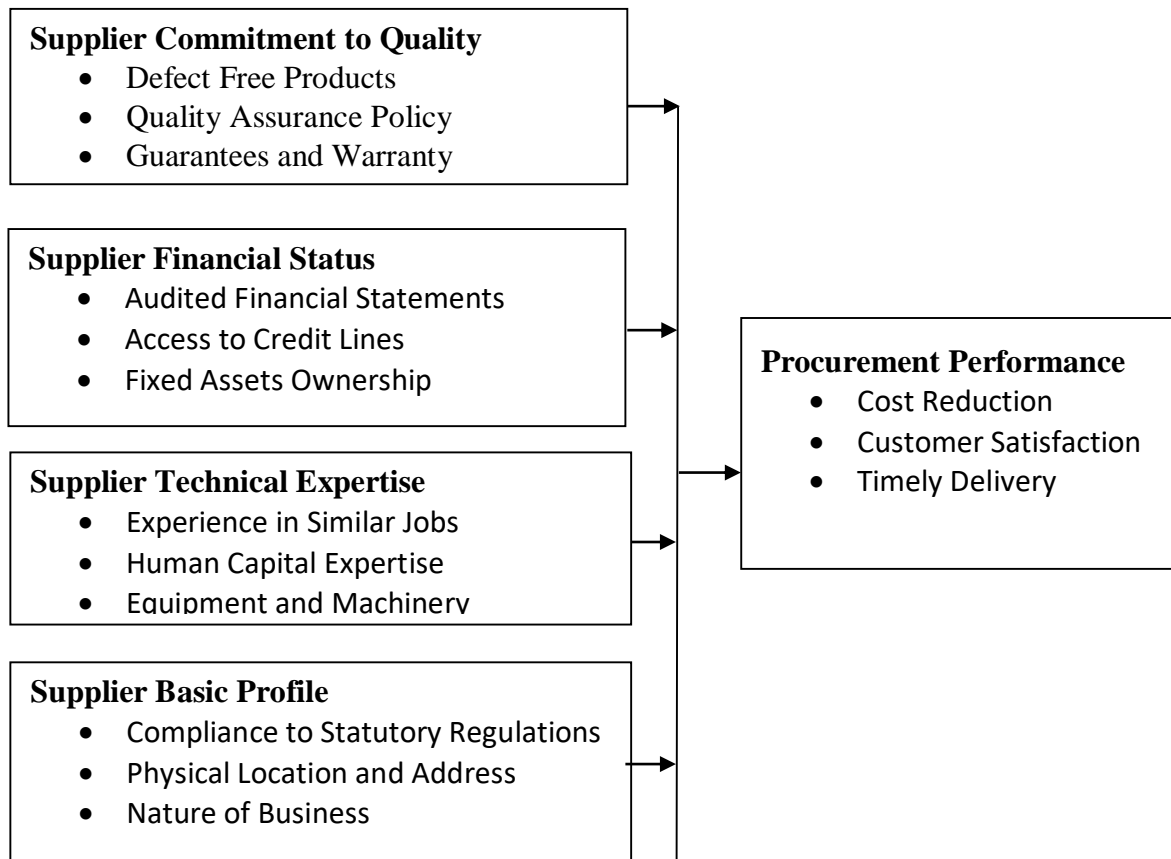 Supplier Commitment to Quality
• Defect Free Products
• Quality Assurance Policy
• Guarantees and Warranty
Supplier Financial Status
• Audited Financial Statements
• Access to Credit Lines
• Fixed Assets Ownership
Supplier Technical Expertise
• Experience in Similar Jobs
• Human Capital Expertise
• Equipment and Machinery
Supplier Basic Profile
• Compliance to Statutory Regulations
• Physical Location and Address
• Nature of Business
Procurement Performance
• Cost Reduction
• Customer Satisfaction
• Timely Delivery